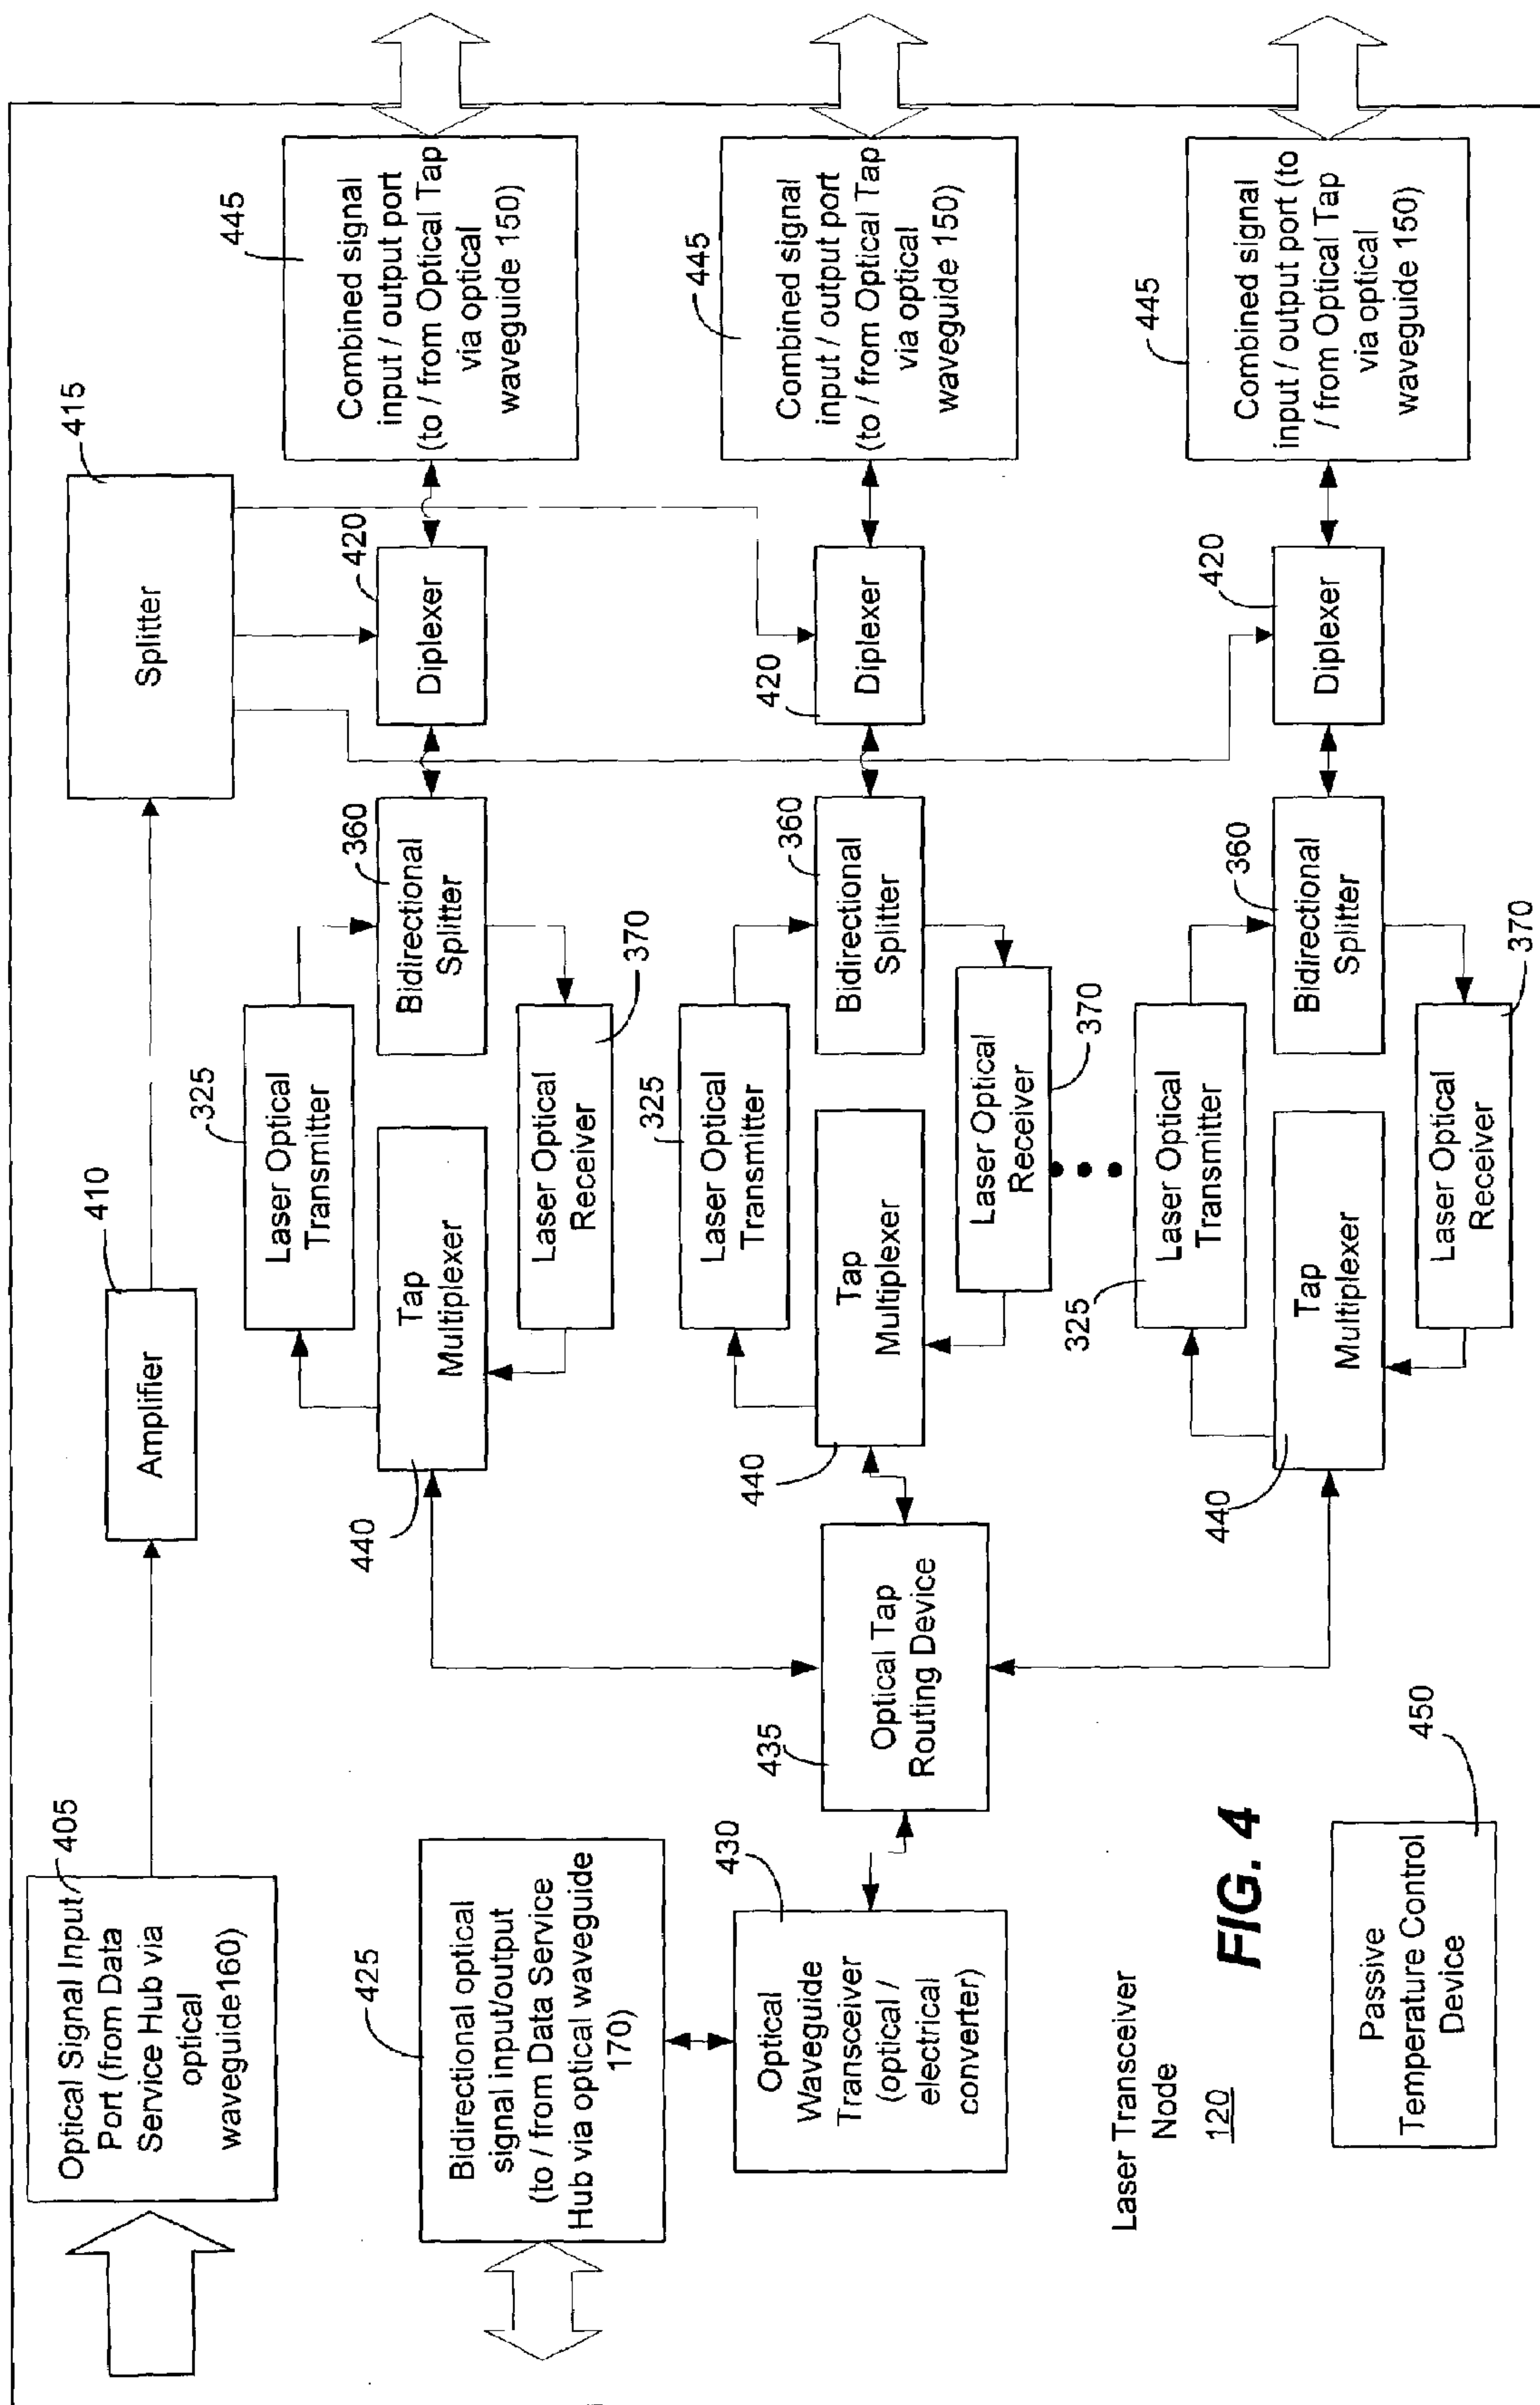 Optical Signal Input
Port (from Data
Service Hub via
optical
waveguide160)
405
Amplifier
410
Splitter
415
Bidirectional optical
signal input/output
(to / from Data Service
Hub via optical waveguide
170)
425
Optical
Waveguide
Transceiver
(optical /
electrical
converter)
430
Optical Tap
Routing Device
435
Laser Optical
Transmitter
325
Tap
Multiplexer
440
Laser Optical
Receiver
370
Bidirectional
Splitter
360
Diplexer
420
Combined signal
input / output port
(to / from Optical Tap
via optical
waveguide 150)
445
Laser Optical
Transmitter
325
Tap
Multiplexer
440
Laser Optical
Receiver
370
Bidirectional
Splitter
360
Diplexer
420
Combined signal
input / output port
(to / from Optical Tap
via optical
waveguide 150)
445
Laser Optical
Transmitter
325
Tap
Multiplexer
440
Laser Optical
Receiver
370
Bidirectional
Splitter
360
Diplexer
420
Combined signal
input / output port (to
/ from Optical Tap
via optical
waveguide 150)
445
Laser Transceiver
Node
120
FIG. 4
Passive
Temperature Control
Device
450